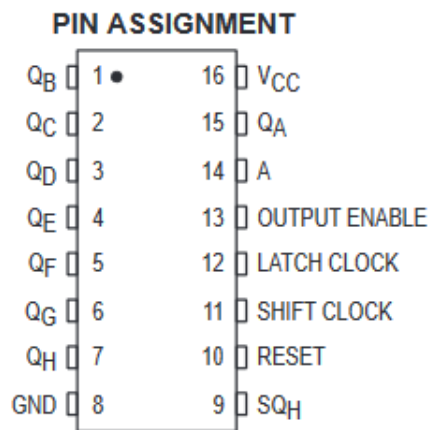 PIN ASSIGNMENT
QB 1 16 VCC
QC 2 15 QA
QD 3 14 A
QE 4 13 OUTPUT ENABLE
QF 5 12 LATCH CLOCK
QG 6 11 SHIFT CLOCK
QH 7 10 RESET
GND 8 9 SQH